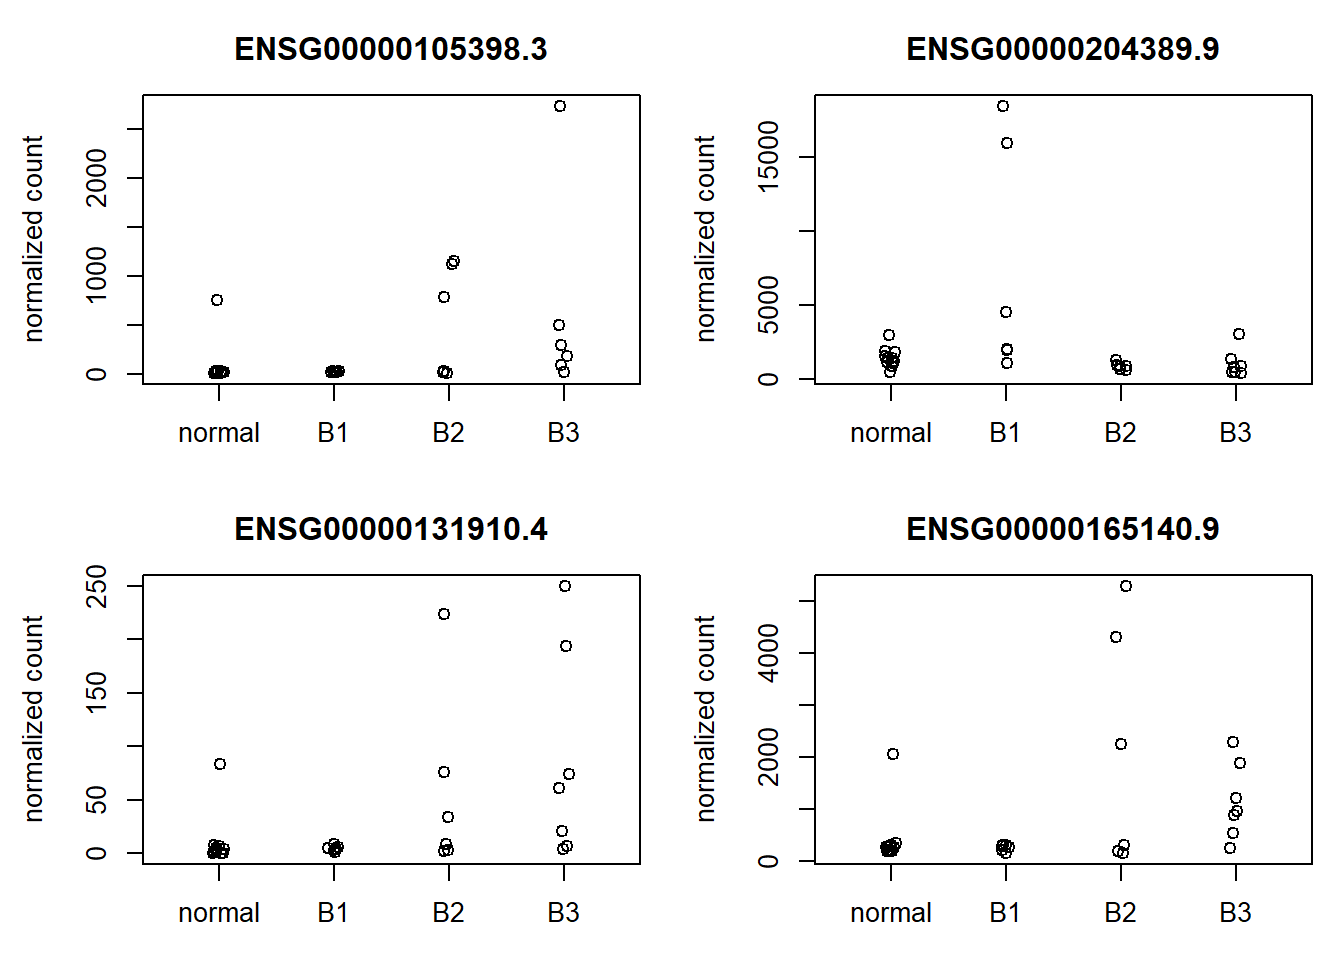 ENSG00000105398.3
normalized count
0
1000
2000
normal B1 B2 B3
ENSG00000204389.9
normalized count
0
5000
15000
normal B1 B2 B3
ENSG00000131910.4
normalized count
0
50
150
250
normal B1 B2 B3
ENSG00000165140.9
normalized count
0
2000
4000
normal B1 B2 B3